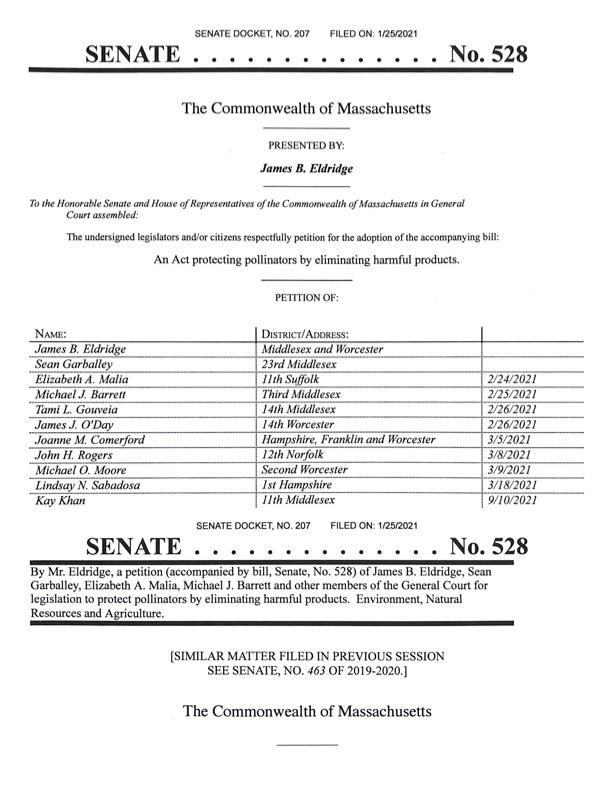 SENATE DOCKET, NO. 207 FILED ON: 1/25/2021
SENATE . . . . . . . . . . . . . . No. 528
The Commonwealth of Massachusetts
PRESENTED BY:
James B. Eldridge
To the Honorable Senate and House of Representatives of the Commonwealth of Massachusetts in General
Court assembled:
The undersigned legislators and/or citizens respectfully petition for the adoption of the accompanying bill:
An Act protecting pollinators by eliminating harmful products.
PETITION OF:
NAME: DISTRICT/ADDRESS:
James B. Eldridge Middlesex and Worcester
Sean Garballey 23rd Middlesex
Elizabeth A. Malia 11th Suffolk 2/24/2021
Michael J. Barrett Third Middlesex 2/25/2021
Tami L. Gouveia 14th Middlesex 2/26/2021
James J. O'Day 14th Worcester 2/26/2021
Joanne M. Comerford Hampshire, Franklin and Worcester 3/5/2021
John H. Rogers 12th Norfolk 3/8/2021
Michael O. Moore Second Worcester 3/9/2021
Lindsay N. Sabadosa 1st Hampshire 3/18/2021
Kay Khan 11th Middlesex 9/10/2021
SENATE DOCKET, NO. 207 FILED ON: 1/25/2021
SENATE . . . . . . . . . . . . . . No. 528
By Mr. Eldridge, a petition (accompanied by bill, Senate, No. 528) of James B. Eldridge, Sean
Garballey, Elizabeth A. Malia, Michael J. Barrett and other members of the General Court for
legislation to protect pollinators by eliminating harmful products. Environment, Natural
Resources and Agriculture.
[SIMILAR MATTER FILED IN PREVIOUS SESSION
SEE SENATE, NO. 463 OF 2019-2020.]
The Commonwealth of Massachusetts